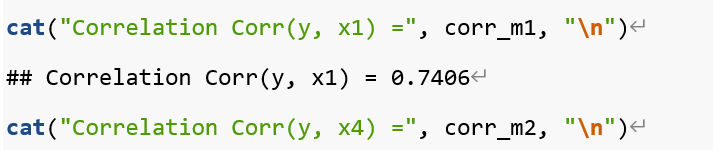 cat("Correlation Corr(y, x1) =", corr_m1, "\n")↵
## Correlation Corr(y, x1) = 0.7406↵
cat("Correlation Corr(y, x4) =", corr_m2, "\n")↵